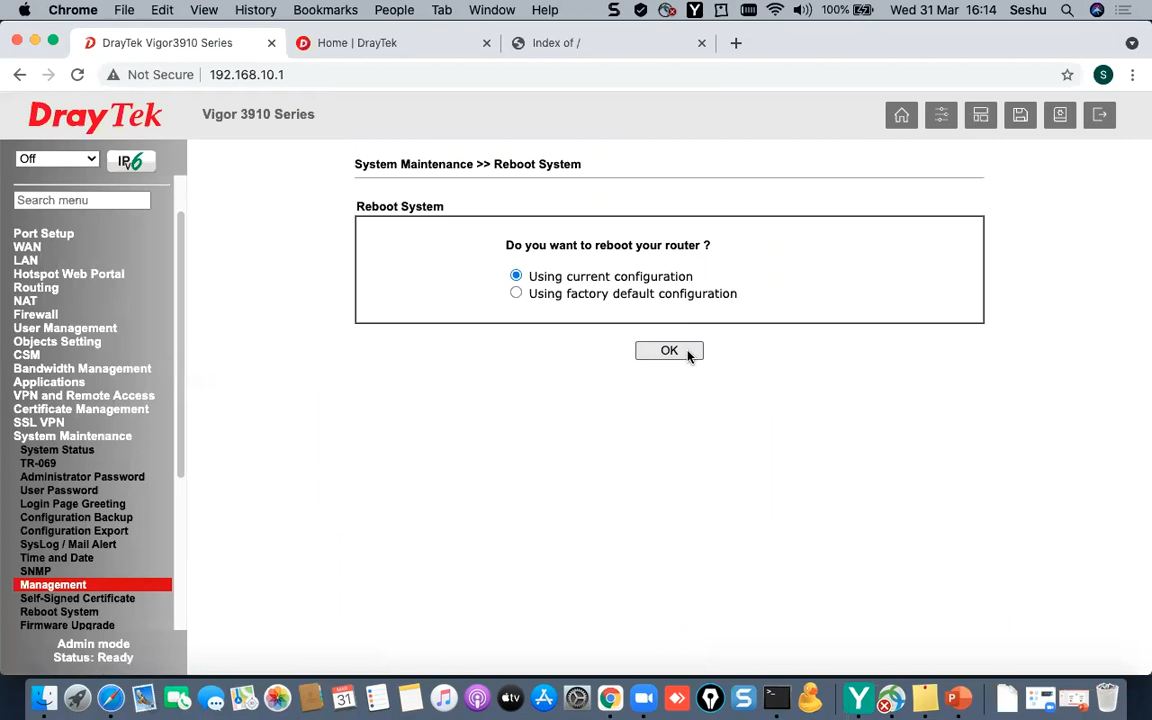 Chrome File Edit View History Bookmarks People Tab Window Help 100% Wed 31 Mar 16:14 Seshu
DrayTek Vigor3910 Series Home | DrayTek Index of /
Not Secure 192.168.10.1 S
DrayTek Vigor 3910 Series
Off IPv6
Search menu
Port Setup
WAN
LAN
Hotspot Web Portal
Routing
NAT
Firewall
User Management
Objects Setting
CSM
Bandwidth Management
Applications
VPN and Remote Access
Certificate Management
SSL VPN
System Maintenance
System Status
TR-069
Administrator Password
User Password
Login Page Greeting
Configuration Backup
Configuration Export
SysLog / Mail Alert
Time and Date
SNMP
Management
Self-Signed Certificate
Reboot System
Firmware Upgrade
Admin mode
Status: Ready
System Maintenance >> Reboot System
Reboot System
Do you want to reboot your router ?
Using current configuration
Using factory default configuration
OK